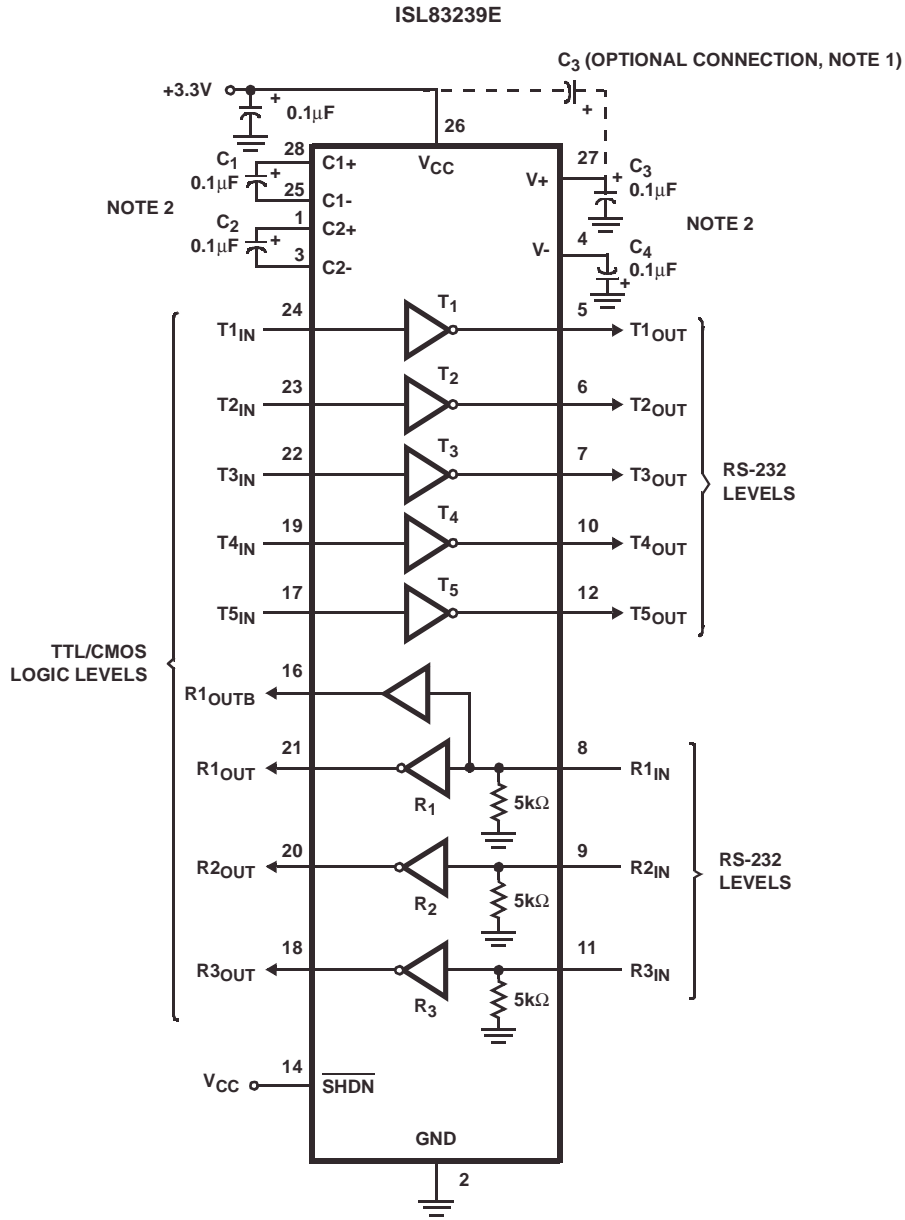 ISL83239E
C3 (OPTIONAL CONNECTION, NOTE 1)
+3.3V
+
0.1μF
+
26
VCC
28
C1+
C1
0.1μF
+
25
C1-
NOTE 2
1
C2+
C2
0.1μF
+
3
C2-
27
V+
+
C3
0.1μF
NOTE 2
4
V-
C4
0.1μF
+
T1IN
24
T1
5
T1OUT
T2IN
23
T2
6
T2OUT
T3IN
22
T3
7
T3OUT
T4IN
19
T4
10
T4OUT
T5IN
17
T5
12
T5OUT
RS-232
LEVELS
TTL/CMOS
LOGIC LEVELS
R1OUTB
16
R1OUT
21
R1
8
R1IN
5kΩ
R2OUT
20
R2
9
R2IN
5kΩ
R3OUT
18
R3
11
R3IN
5kΩ
RS-232
LEVELS
VCC
14
SHDN
GND
2